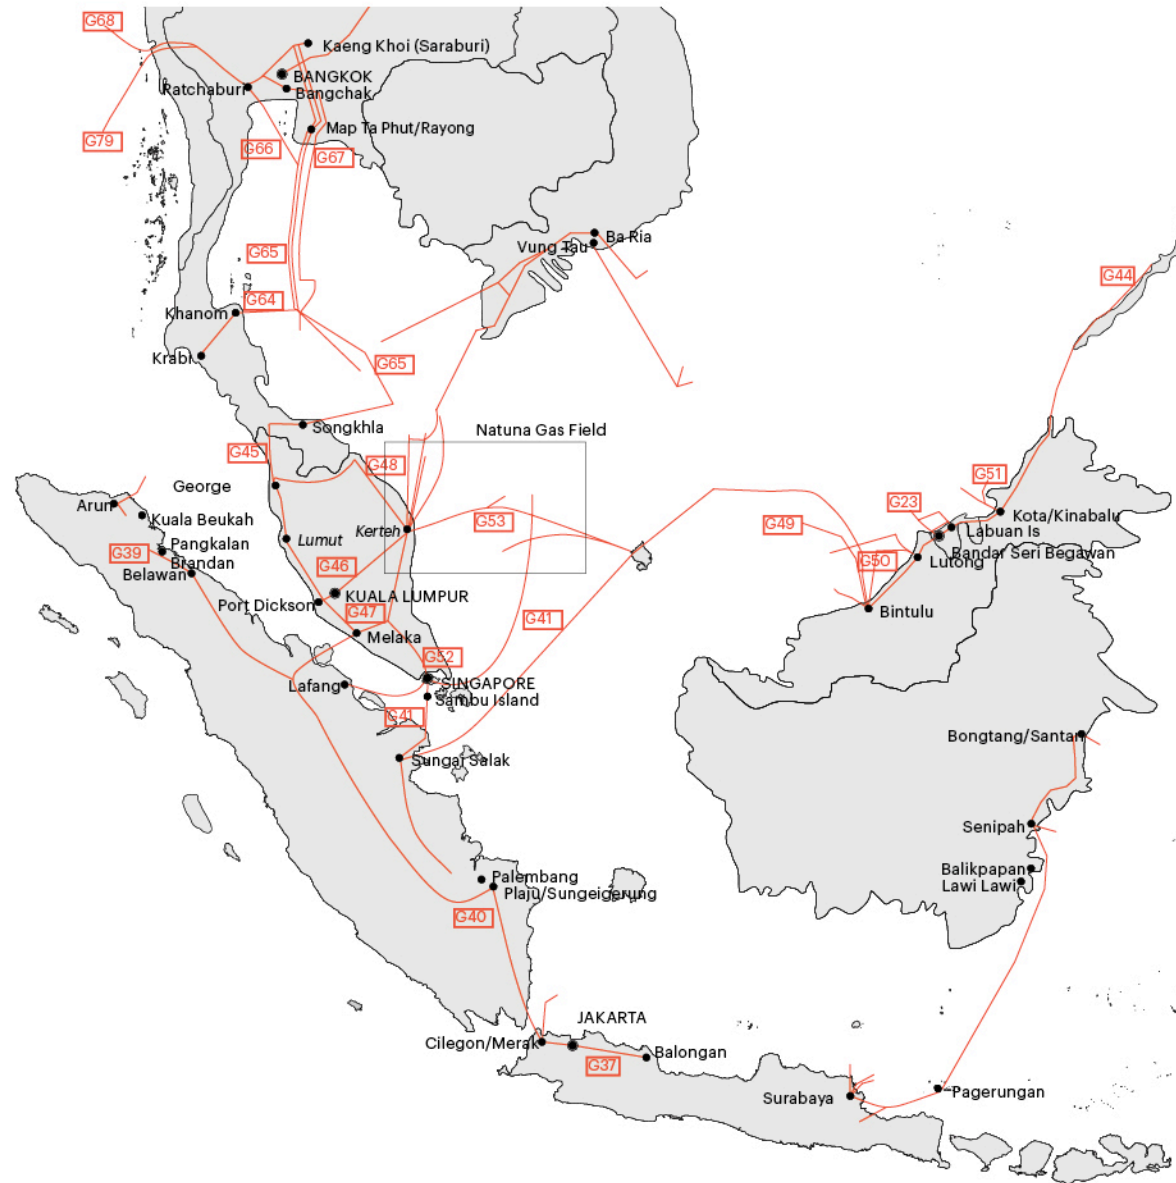 G68
Kaeng Khoi (Saraburi)
BANGKOK
Ratchaburi
Bangchak
Map Ta Phut/Rayong
G79
G66
G67
Ba Ria
Vung Tau
G65
G44
G64
Khanom
Krabi
G65
Songkhla
Natuna Gas Field
G45
G48
George
G51
Arun
G23
Kuala Beukah
Kerteh
G53
G49
Kota/Kinabalu
Labuan Is
Lumut
Pangkalan
Brandan
G39
Bandar Seri Begawan
G50
Lutong
Belawan
G46
KUALA LUMPUR
Port Dickson
G47
G41
Bintulu
Melaka
G52
Lafang
SINGAPORE
Sambu Island
G41
Bongtang/Santan
Sungai Salak
Senipah
Balikpapan
Palembang
Lawi Lawi
Plaju/Sungeigerung
G40
JAKARTA
Cilegon/Merak
Balongan
G37
Surabaya
Pagerungan